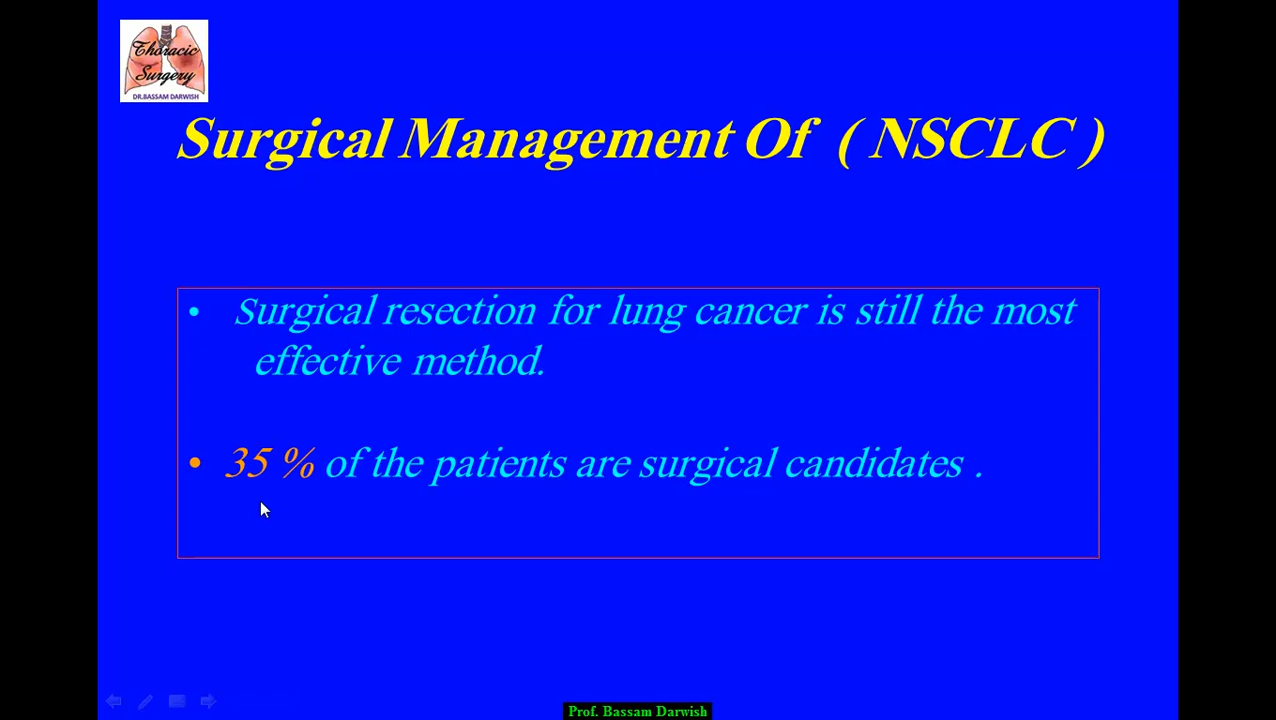 Thoracic
Surgery
DR.BASSAM DARWISH
Surgical Management Of ( NSCLC )
• Surgical resection for lung cancer is still the most
effective method.
• 35 % of the patients are surgical candidates .
Prof. Bassam Darwish